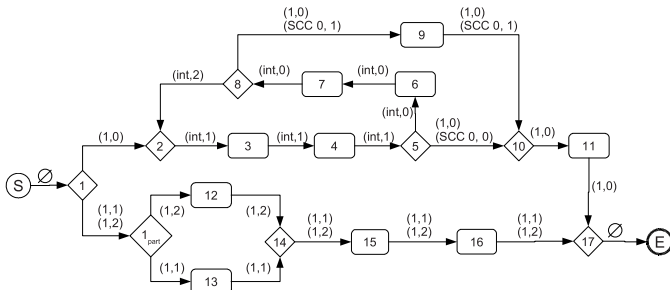 (1,0)
(SCC 0, 1)
9
(1,0)
(SCC 0, 1)
(int,2)
8
(int,0)
7
(int,0)
6
(int,0)
(1,0)
2
(int,1)
3
(int,1)
4
(int,1)
5
(1,0)
(SCC 0, 0)
10
(1,0)
11
S
∅
1
(1,0)
(1,1)
(1,2)
1part
(1,2)
12
(1,2)
(1,1)
13
(1,1)
14
(1,1)
(1,2)
15
(1,1)
(1,2)
16
(1,1)
(1,2)
17
∅
E